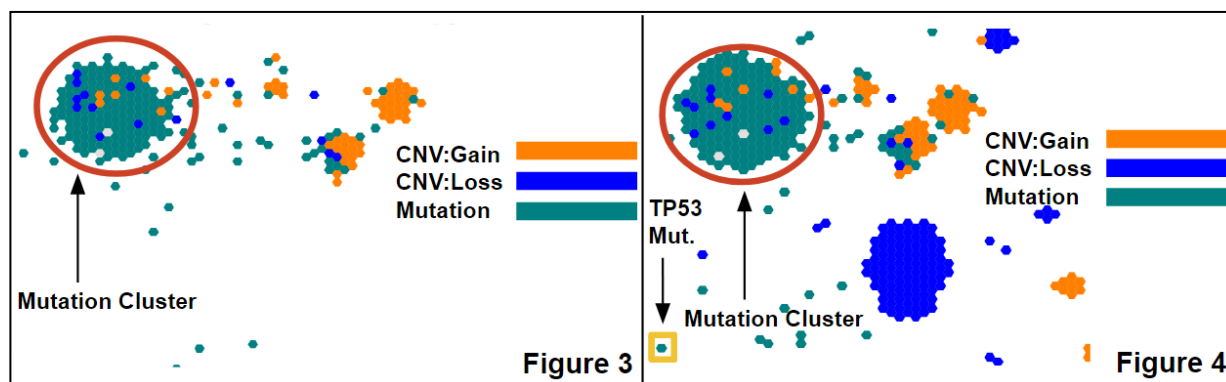 CNV:Gain
CNV:Loss
Mutation
Mutation Cluster
Figure 3
CNV:Gain
CNV:Loss
Mutation
TP53
Mut.
Mutation Cluster
Figure 4